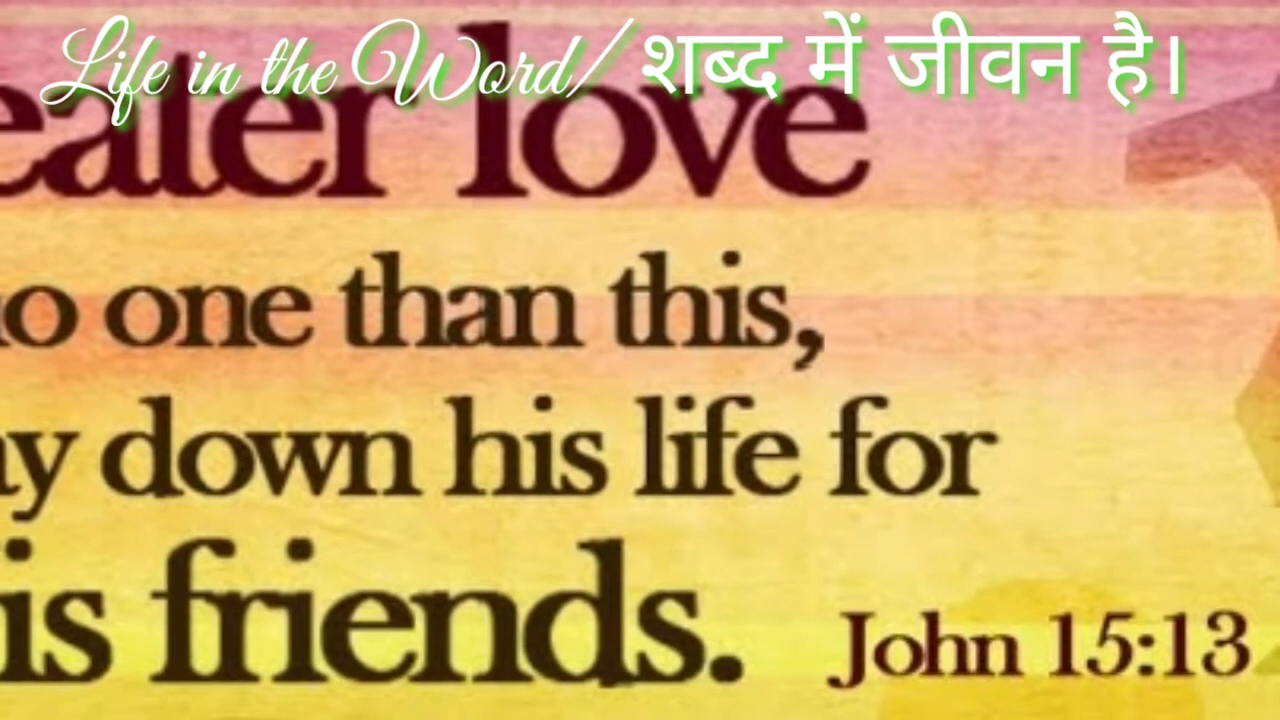 Life in the Word/ शब्द में जीवन है।
eater love
o one than this,
y down his life for
is friends. John 15:13